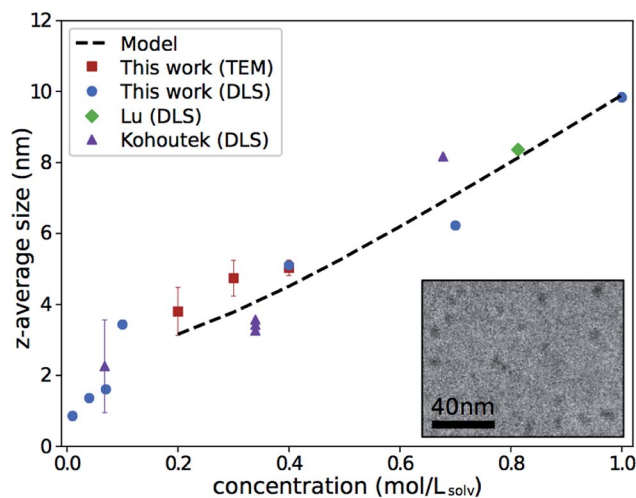 12
10
8
6
4
2
0
z-average size (nm)
Model
This work (TEM)
This work (DLS)
Lu (DLS)
Kohoutek (DLS)
40nm
0.0 0.2 0.4 0.6 0.8 1.0
concentration (mol/Lsolv)